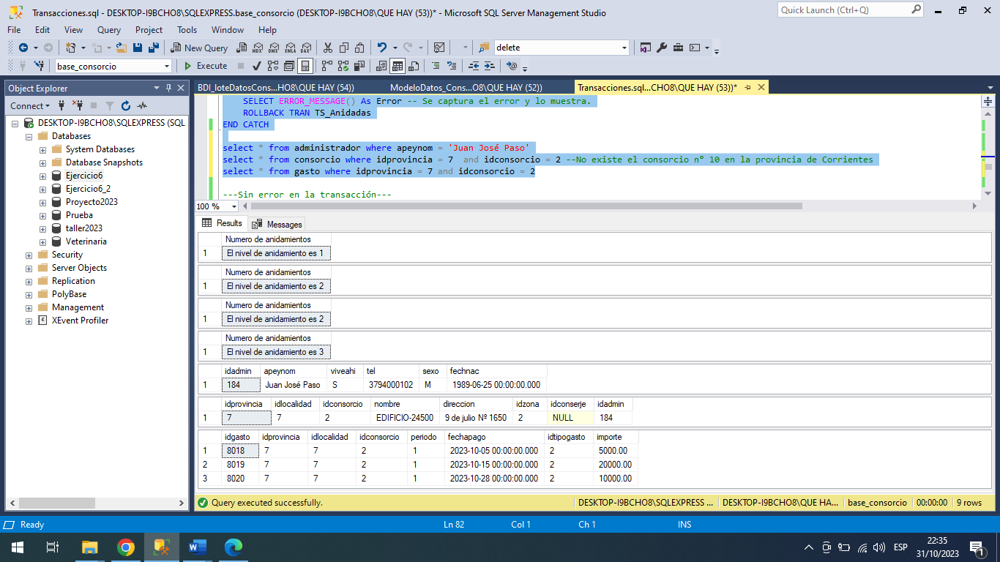 Transacciones.sql - DESKTOP-I9BCHO8\SQLEXPRESS.base_consorcio (DESKTOP-I9BCHO8\QUE HAY (53))* - Microsoft SQL Server Management Studio
Quick Launch (Ctrl+Q)
File Edit View Query Project Tools Window Help
New Query MDX DMX XMLA DAX delete
base_consorcio Execute
Object Explorer
BDI_loteDatosCons...HO8\QUE HAY (54)) ModeloDatos_Cons...O8\QUE HAY (52)) Transacciones.sql...CHO8\QUE HAY (53))*
Connect
DESKTOP-I9BCHO8\SQLEXPRESS (SQL
Databases
System Databases
Database Snapshots
Ejercicio6
Ejercicio6_2
Proyecto2023
Prueba
taller2023
Veterinaria
Security
Server Objects
Replication
PolyBase
Management
XEvent Profiler
SELECT ERROR_MESSAGE() As Error -- Se captura el error y lo muestra.
ROLLBACK TRAN TS_Anidadas
END CATCH
select * from administrador where apeynom = 'Juan José Paso'
select * from consorcio where idprovincia = 7  and idconsorcio = 2 --No existe el consorcio nº 10 en la provincia de Corrientes
select * from gasto where idprovincia = 7 and idconsorcio = 2
---Sin error en la transacción---
100 %
Results Messages
Numero de anidamientos
1 El nivel de anidamiento es 1
Numero de anidamientos
1 El nivel de anidamiento es 2
Numero de anidamientos
1 El nivel de anidamiento es 2
Numero de anidamientos
1 El nivel de anidamiento es 3
idadmin apeynom viveahi tel sexo fechnac
1 184 Juan José Paso S 3794000102 M 1989-06-25 00:00:00.000
idprovincia idlocalidad idconsorcio nombre direccion idzona idconserje idadmin
1 7 7 2 EDIFICIO-24500 9 de julio Nº 1650 2 NULL 184
idgasto idprovincia idlocalidad idconsorcio periodo fechapago idtipogasto importe
1 8018 7 7 2 1 2023-10-05 00:00:00.000 2 5000.00
2 8019 7 7 2 1 2023-10-15 00:00:00.000 2 20000.00
3 8020 7 7 2 1 2023-10-28 00:00:00.000 2 10000.00
Query executed successfully. DESKTOP-I9BCHO8\SQLEXPRESS ... DESKTOP-I9BCHO8\QUE HA... base_consorcio 00:00:00 9 rows
Ready Ln 82 Col 1 Ch 1 INS
ESP
22:35
31/10/2023
1